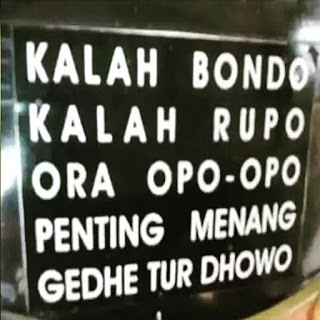 KALAH BONDO
KALAH RUPO
ORA OPO-OPO
PENTING MENANG
GEDHE TUR DHOWO